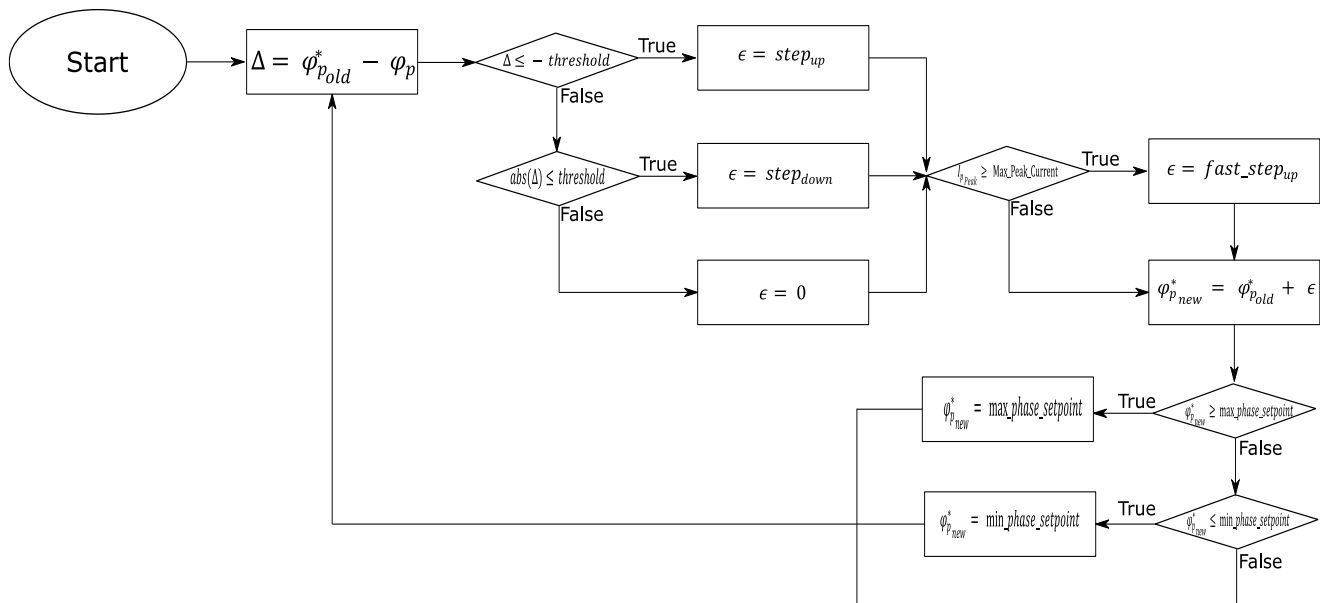 Start
Δ = φ*ₚ_old − φₚ
Δ ≤ − threshold
True
False
ϵ = step_up
abs(Δ) ≤ threshold
True
ϵ = step_down
ϵ = 0
I_p_Peak ≥ Max_Peak_Current
True
False
ϵ = fast_step_up
φ*ₚ_new = φ*ₚ_old + ϵ
φ*ₚ_new ≥ max_phase_setpoint
True
False
φ*ₚ_new = max_phase_setpoint
φ*ₚ_new ≤ min_phase_setpoint
True
False
φ*ₚ_new = min_phase_setpoint
False